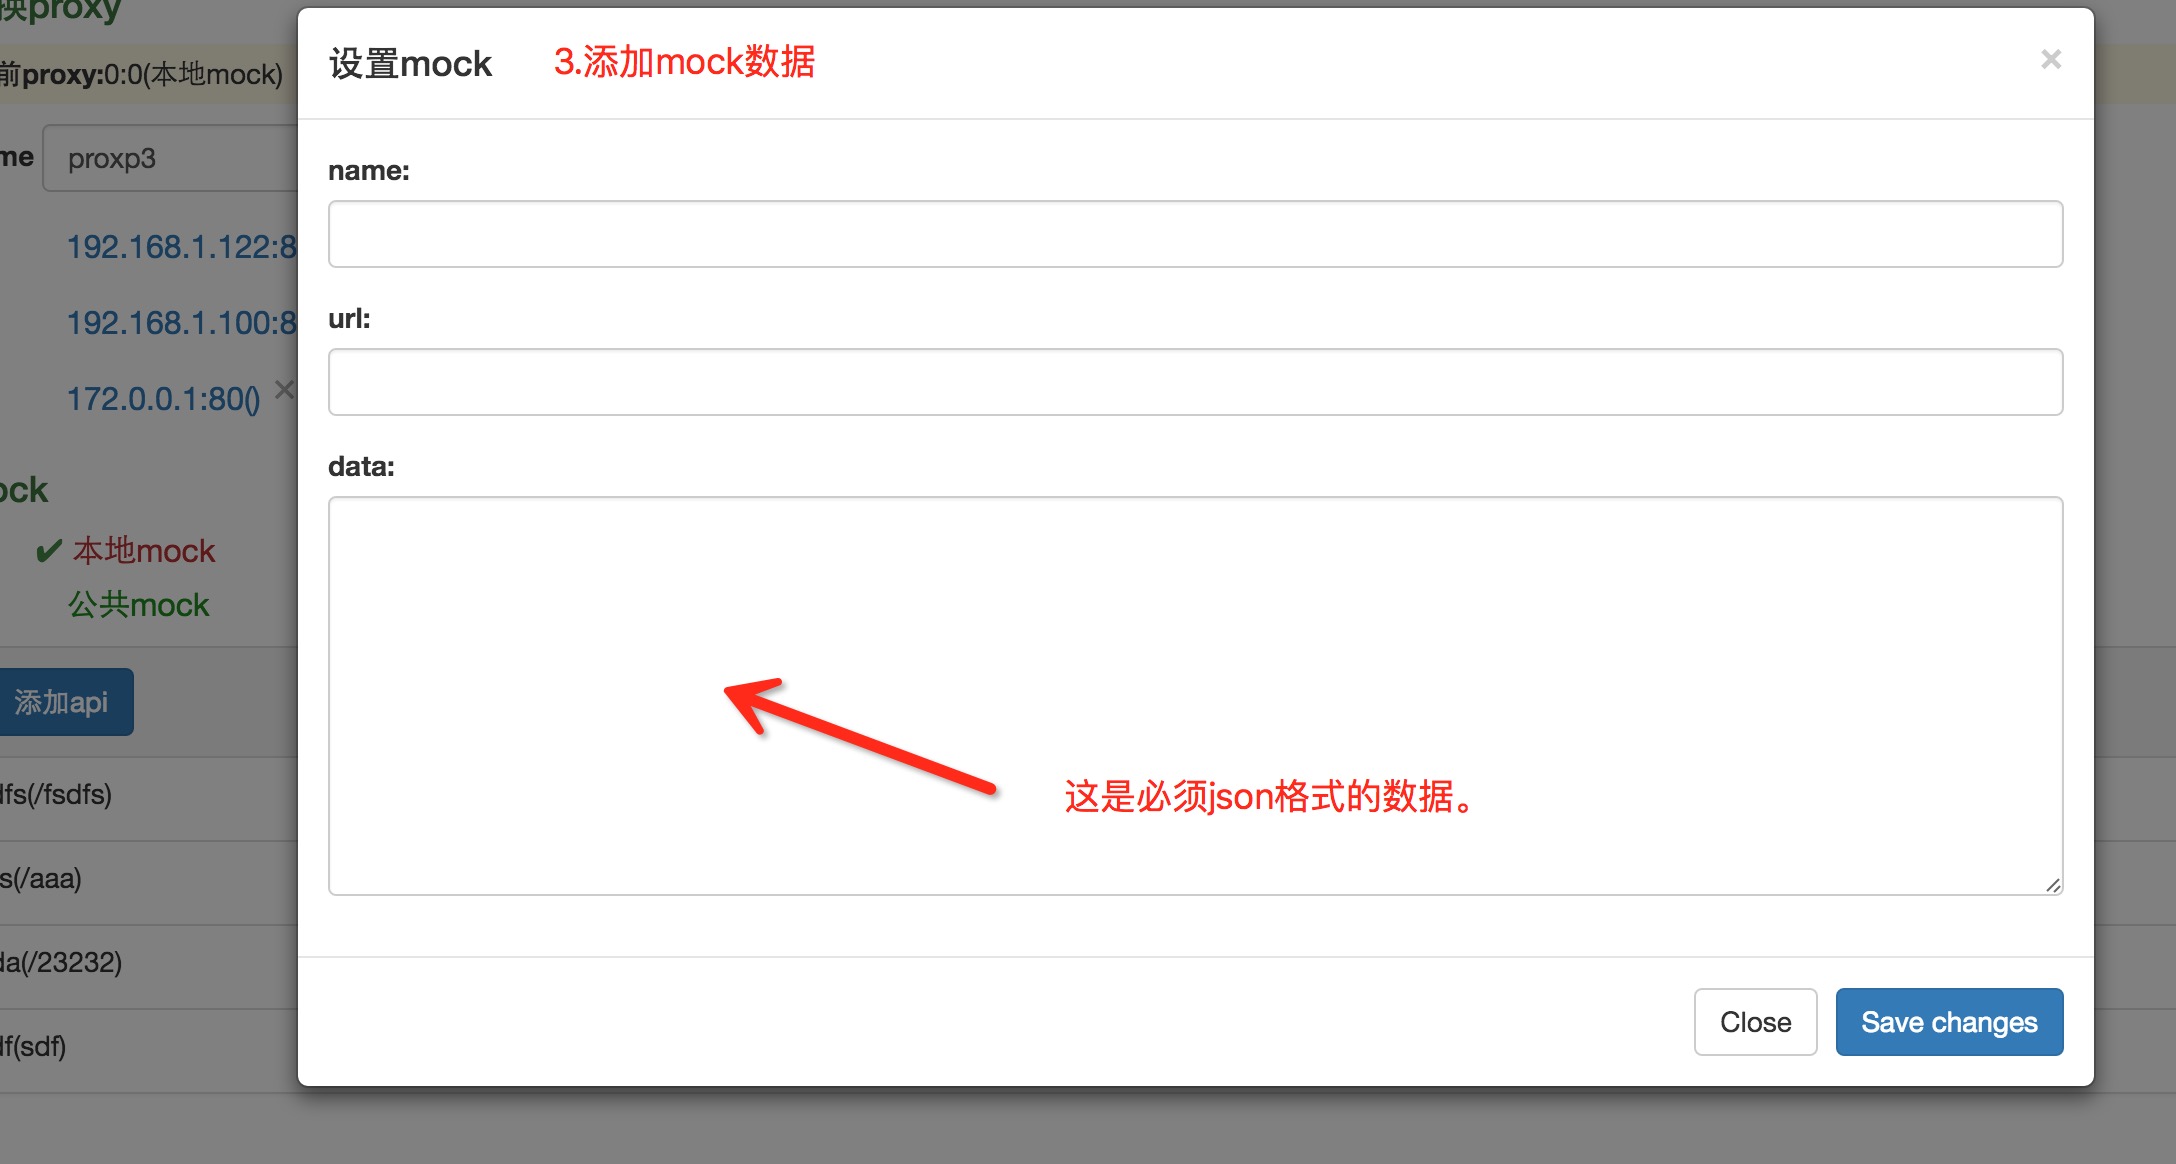 换proxy
前proxy:0:0(本地mock)
me
proxp3
192.168.1.122:8
192.168.1.100:8
172.0.0.1:80()
ock
✔ 本地mock
公共mock
添加api
dfs(/fsdfs)
s(/aaa)
da(/23232)
df(sdf)
设置mock
3.添加mock数据
×
name:
url:
data:
这是必须json格式的数据。
Close
Save changes